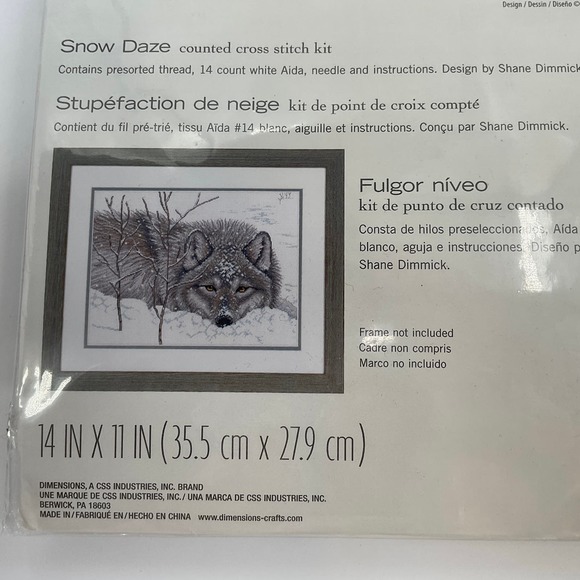 Design / Dessin / Diseño ©
Snow Daze counted cross stitch kit
Contains presorted thread, 14 count white Aida, needle and instructions. Design by Shane Dimmick
Stupéfaction de neige kit de point de croix compté
Contient du fil pré-trié, tissu Aïda #14 blanc, aiguille et instructions. Conçu par Shane Dimmick.
Fulgor níveo
kit de punto de cruz contado
Consta de hilos preseleccionados, Aída
blanco, aguja e instrucciones. Diseño p
Shane Dimmick.
Frame not included
Cadre non compris
Marco no incluido
14 IN X 11 IN (35.5 cm x 27.9 cm)
DIMENSIONS, A CSS INDUSTRIES, INC. BRAND
UNE MARQUE DE CSS INDUSTRIES, INC./ UNA MARCA DE CSS INDUSTRIES, INC.
BERWICK, PA 18603
MADE IN / FABRIQUÉ EN / HECHO EN CHINA www.dimensions-crafts.com